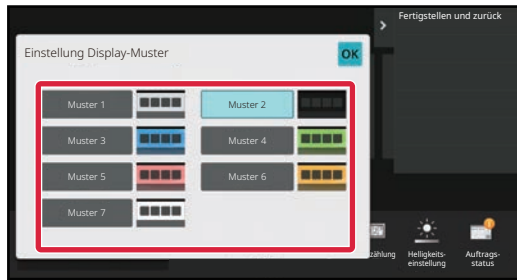 Fertigstellen und zurück
Einstellung Display-Muster
OK
Muster 1
Muster 2
Muster 3
Muster 4
Muster 5
Muster 6
Muster 7
zählung
Helligkeits-
einstellung
Auftrags-
status